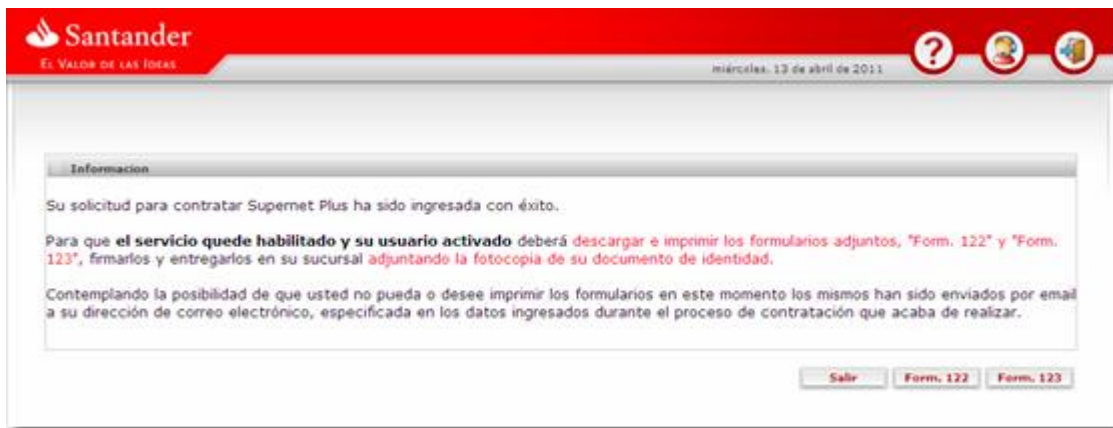 Santander
EL VALOR DE LAS IDEAS
miércoles, 13 de abril de 2011
?
Informacion
Su solicitud para contratar Supernet Plus ha sido ingresada con éxito.
Para que el servicio quede habilitado y su usuario activado deberá descargar e imprimir los formularios adjuntos, "Form. 122" y "Form.
123", firmarlos y entregarlos en su sucursal adjuntando la fotocopia de su documento de identidad.
Contemplando la posibilidad de que usted no pueda o desee imprimir los formularios en este momento los mismos han sido enviados por email
a su dirección de correo electrónico, especificada en los datos ingresados durante el proceso de contratación que acaba de realizar.
Salir Form. 122 Form. 123